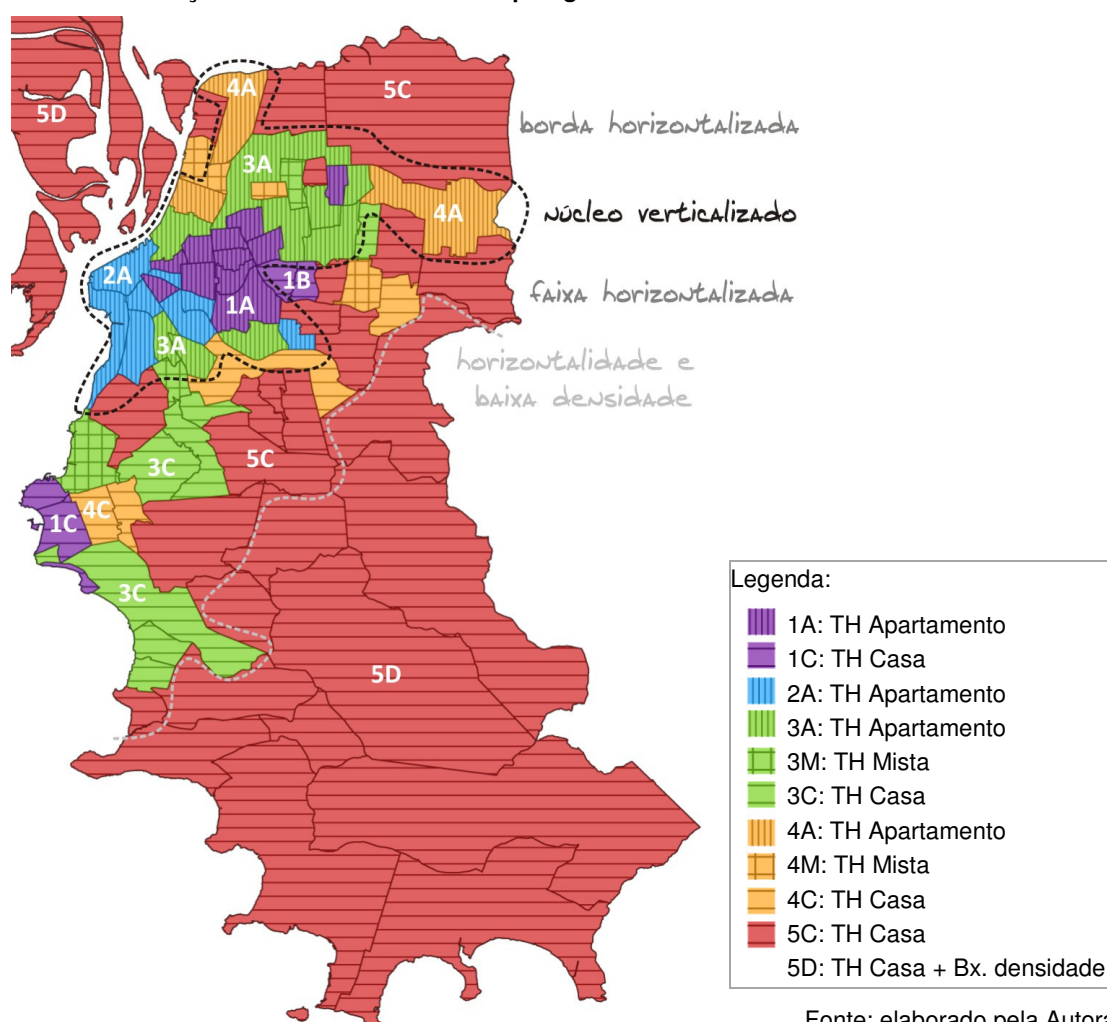 5D
4A
5C
borda horizontalizada
3A
Núcleo verticalizado
4A
2A
1B
faixa horizontalizada
1A
3A
horizontalidade e
baixa densidade
3C
5C
4C
1C
3C
5D
Legenda:
1A: TH Apartamento
1C: TH Casa
2A: TH Apartamento
3A: TH Apartamento
3M: TH Mista
3C: TH Casa
4A: TH Apartamento
4M: TH Mista
4C: TH Casa
5C: TH Casa
5D: TH Casa + Bx. densidade
Fonte: elaborado pela Autora